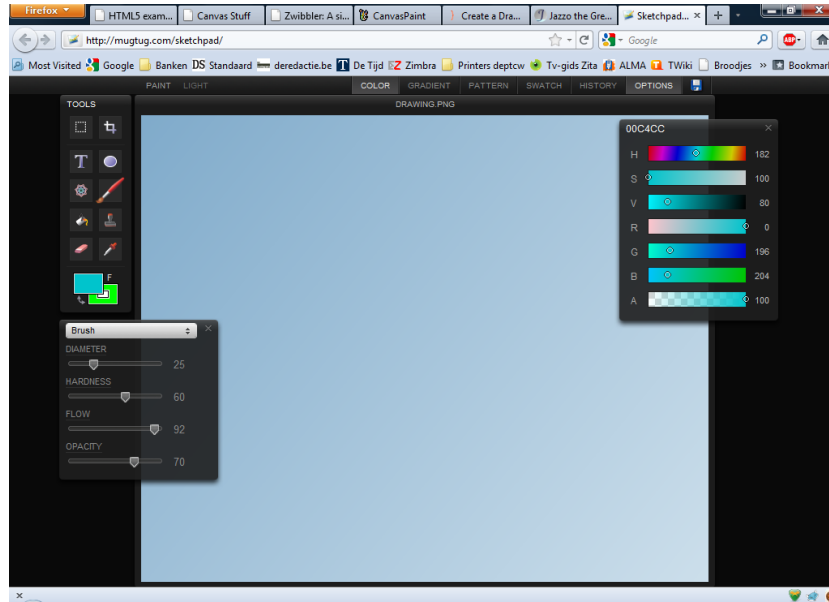 Firefox
HTML5 exam...
Canvas Stuff
Zwibbler: A si...
CanvasPaint
Create a Dra...
Jazzo the Gre...
Sketchpad...
http://mugtug.com/sketchpad/
Google
ABP
Most Visited Google Banken DS Standaard deredactie.be T De Tijd EZ Zimbra Printers deptcw Tv-gids Zita ALMA TWiki Broodjes » Bookmar
PAINT LIGHT COLOR GRADIENT PATTERN SWATCH HISTORY OPTIONS
TOOLS
DRAWING.PNG
T
F
00C4CC
H 182
S 100
V 80
R 0
G 196
B 204
A 100
Brush
DIAMETER
25
HARDNESS
60
FLOW
92
OPACITY
70